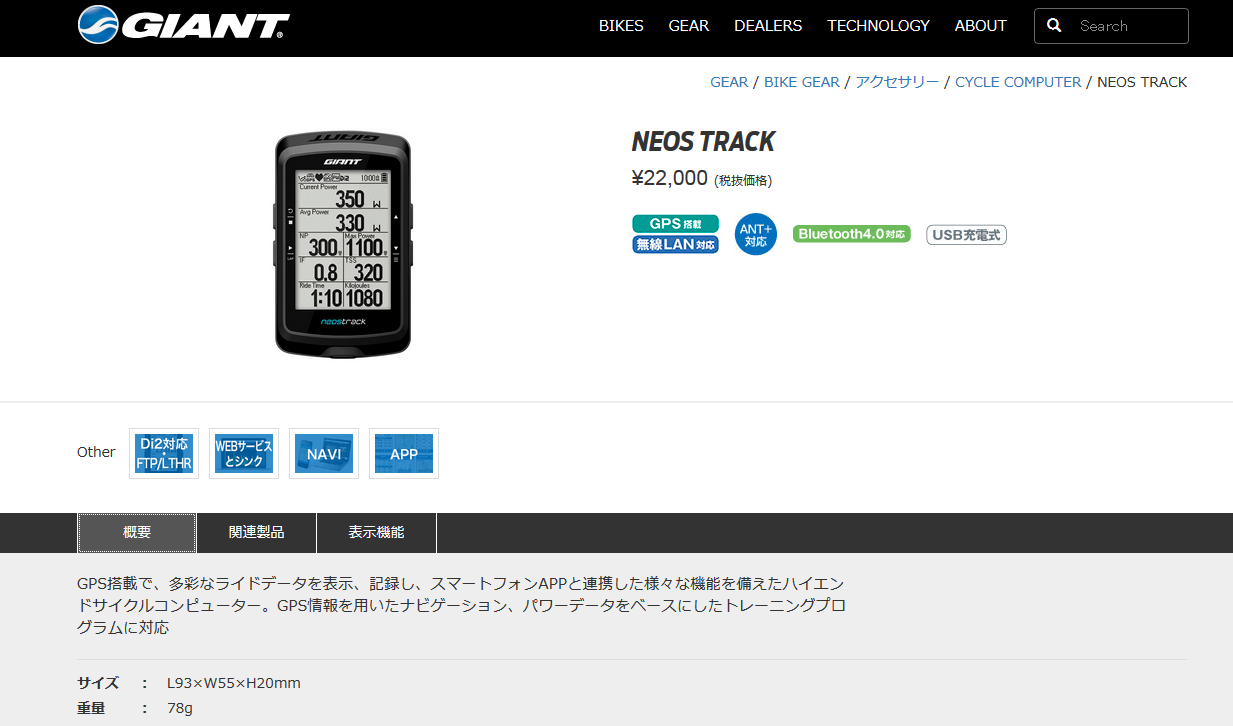 GIANT
BIKES GEAR DEALERS TECHNOLOGY ABOUT Search
GEAR / BIKE GEAR / アクセサリー / CYCLE COMPUTER / NEOS TRACK
GIANT
GIANT
10:00
Current Power
350 W
Avg Power
330 W
NP Max Power
300 W 1100 W
IF TSS
0.8 320
Ride Time Kilojoules
1:10 1080
LAP
neostrack
NEOS TRACK
¥22,000 (税抜価格)
GPS搭載
無線LAN対応
ANT+
対応
Bluetooth4.0対応
USB充電式
Other
Di2対応
・
FTP/LTHR
WEBサービス
とシンク
NAVI
APP
概要 関連製品 表示機能
GPS搭載で、多彩なライドデータを表示、記録し、スマートフォンAPPと連携した様々な機能を備えたハイエン
ドサイクルコンピューター。GPS情報を用いたナビゲーション、パワーデータをベースにしたトレーニングプロ
グラムに対応
サイズ : L93×W55×H20mm
重量 : 78g